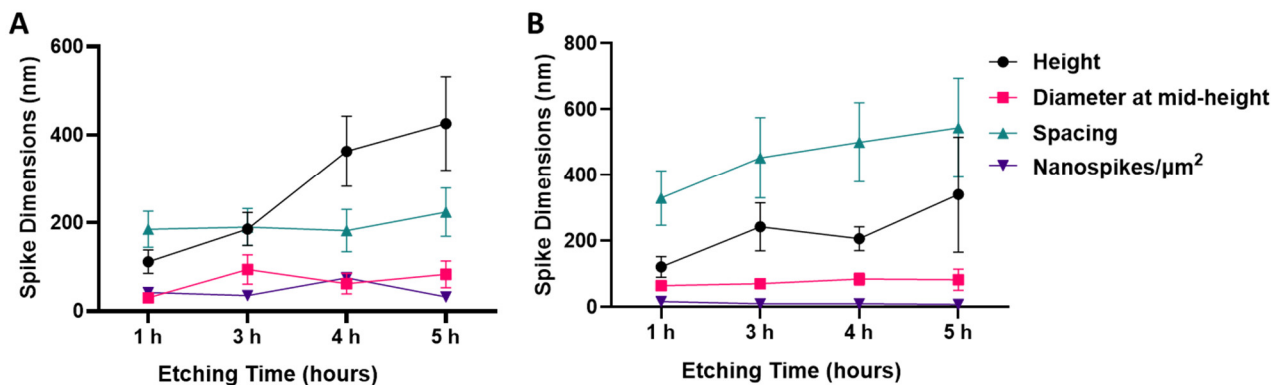 A
Spike Dimensions (nm)
600
400
200
0
1 h 3 h 4 h 5 h
Etching Time (hours)
B
Spike Dimensions (nm)
800
600
400
200
0
1 h 3 h 4 h 5 h
Etching Time (hours)
Height
Diameter at mid-height
Spacing
Nanospikes/µm²